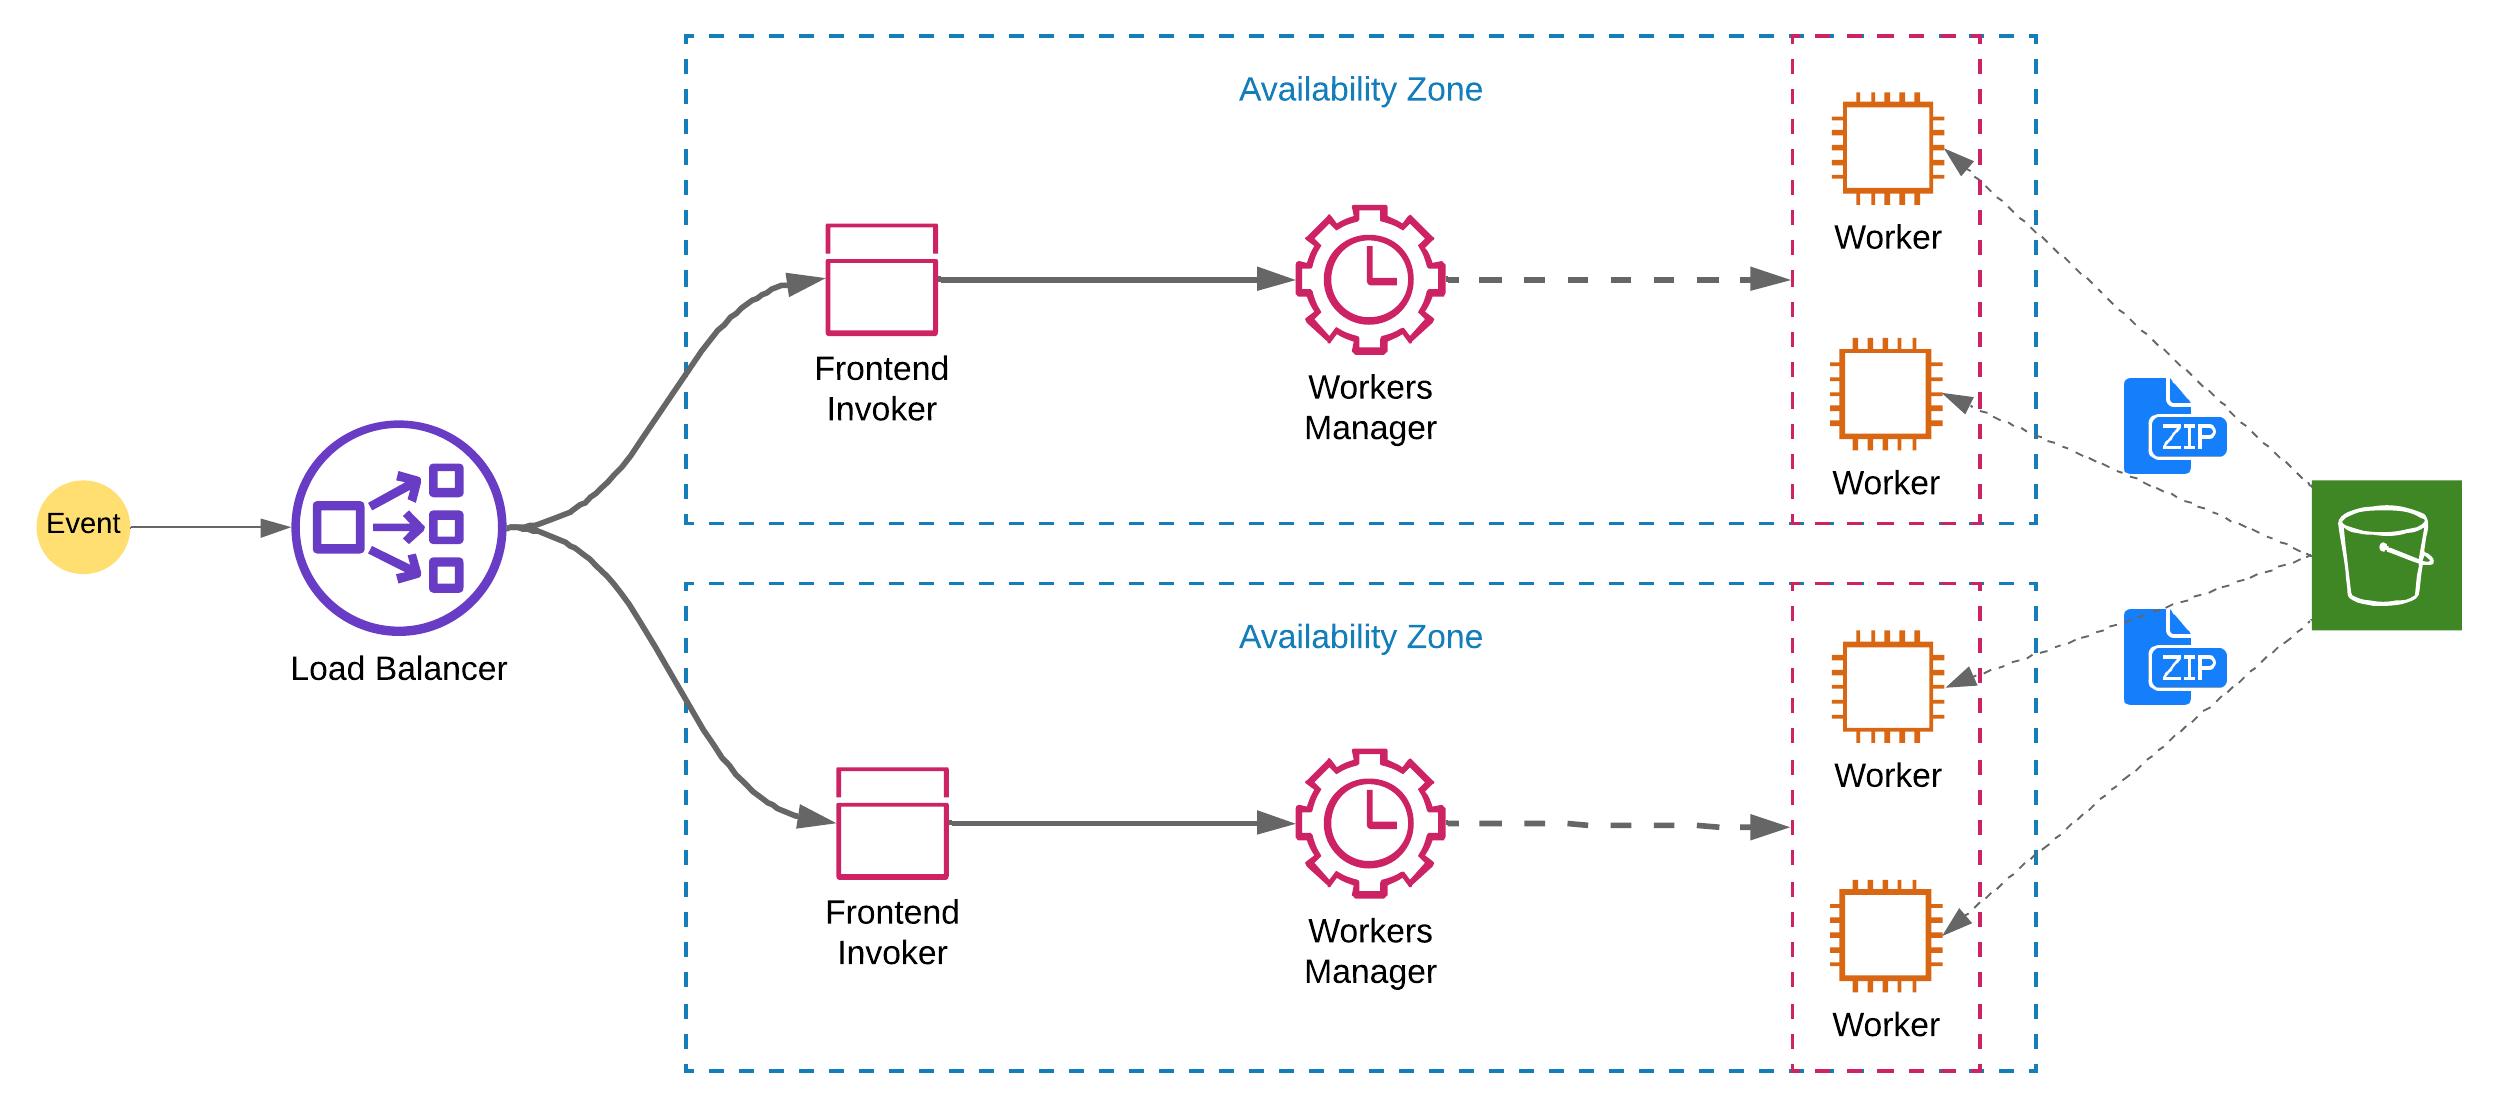 Event
Load Balancer
Availability Zone
Frontend
Invoker
Workers
Manager
Worker
Worker
ZIP
Availability Zone
Frontend
Invoker
Workers
Manager
Worker
Worker
ZIP